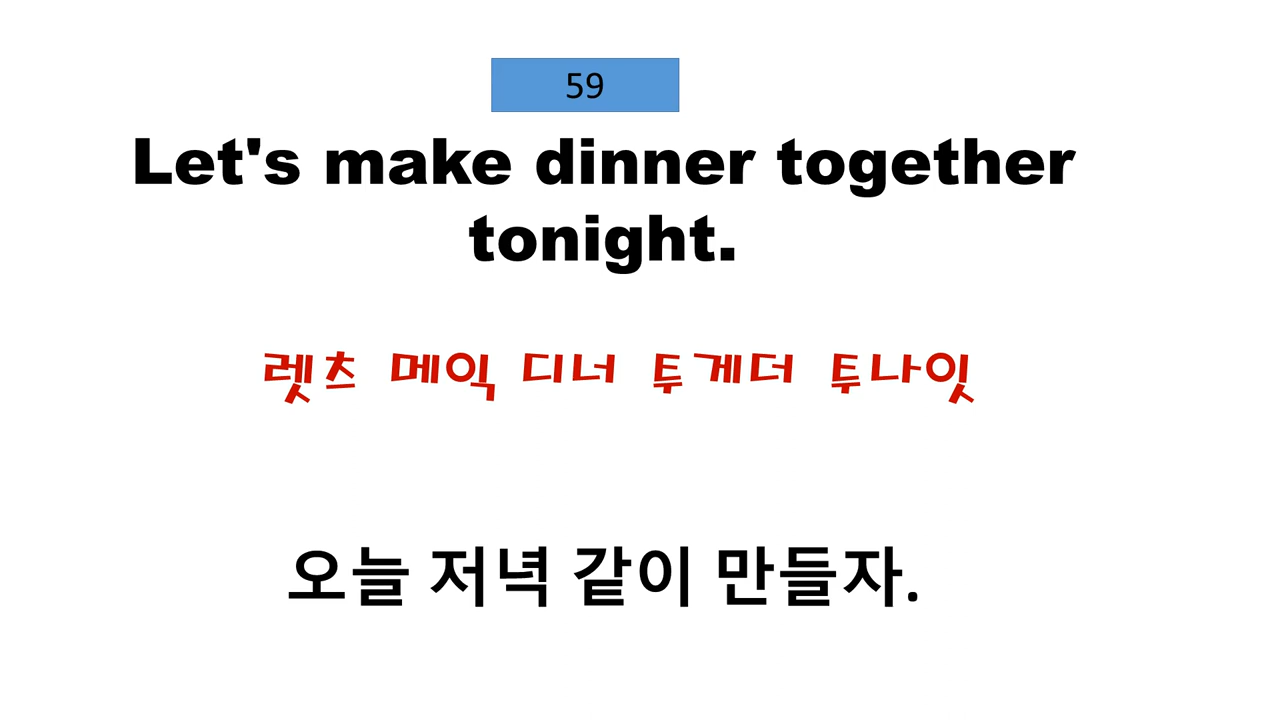 59
Let's make dinner together
tonight.
렛츠 메익 디너 투게더 투나잇
오늘 저녁 같이 만들자.